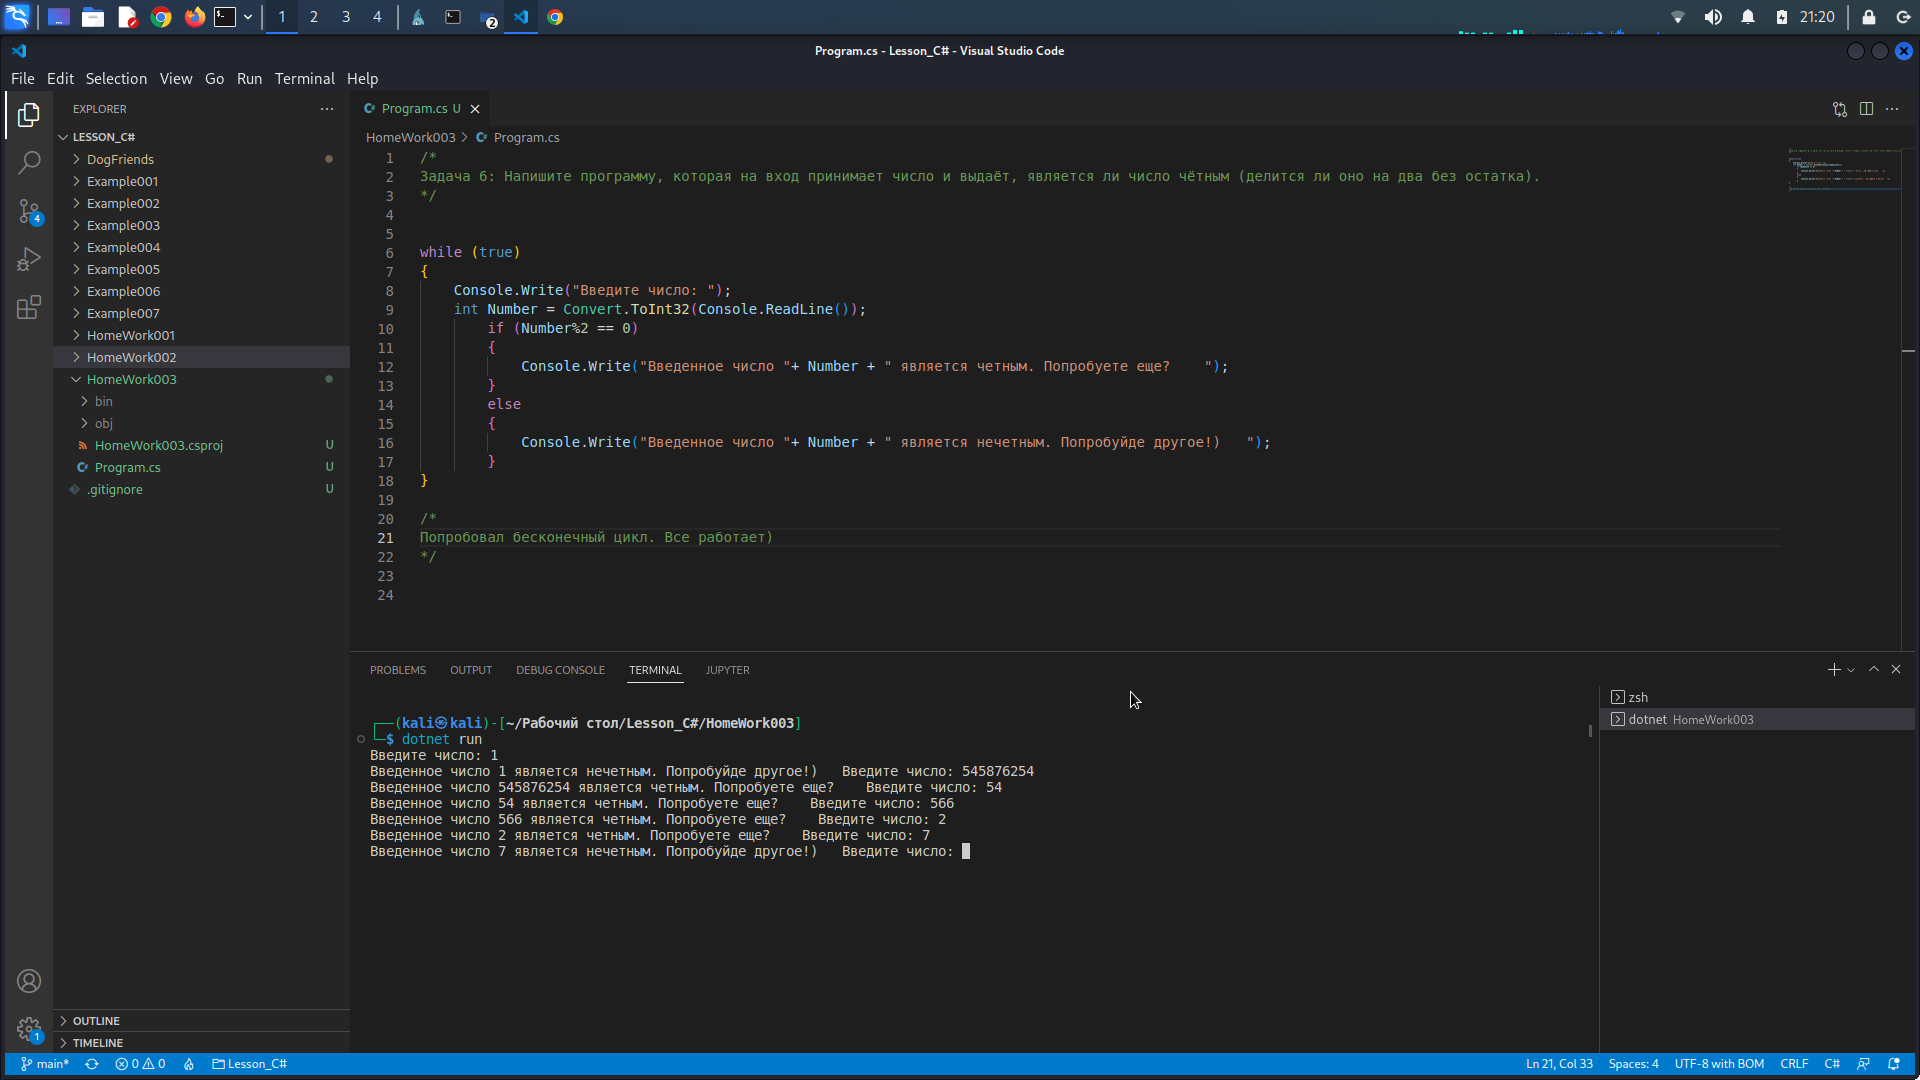 1 2 3 4 2 21:20
Program.cs - Lesson_C# - Visual Studio Code
File Edit Selection View Go Run Terminal Help
EXPLORER
LESSON_C#
DogFriends
Example001
Example002
Example003
Example004
Example005
Example006
Example007
HomeWork001
HomeWork002
HomeWork003
bin
obj
HomeWork003.csproj U
Program.cs U
.gitignore U
OUTLINE
TIMELINE
4
1
Program.cs U
HomeWork003 > Program.cs
1 /*
2 Задача 6: Напишите программу, которая на вход принимает число и выдаёт, является ли число чётным (делится ли оно на два без остатка).
3 */
4
5
6 while (true)
7 {
8 Console.Write("Введите число: ");
9 int Number = Convert.ToInt32(Console.ReadLine());
10 if (Number%2 == 0)
11 {
12 Console.Write("Введенное число "+ Number + " является четным. Попробуете еще?    ");
13 }
14 else
15 {
16 Console.Write("Введенное число "+ Number + " является нечетным. Попробуйде другое!)   ");
17 }
18 }
19
20 /*
21 Попробовал бесконечный цикл. Все работает)
22 */
23
24
PROBLEMS OUTPUT DEBUG CONSOLE TERMINAL JUPYTER
┌──(kali㉿kali)-[~/Рабочий стол/Lesson_C#/HomeWork003]
└─$ dotnet run
Введите число: 1
Введенное число 1 является нечетным. Попробуйде другое!)   Введите число: 545876254
Введенное число 545876254 является четным. Попробуете еще?    Введите число: 54
Введенное число 54 является четным. Попробуете еще?    Введите число: 566
Введенное число 566 является четным. Попробуете еще?    Введите число: 2
Введенное число 2 является четным. Попробуете еще?    Введите число: 7
Введенное число 7 является нечетным. Попробуйде другое!)   Введите число:
zsh
dotnet HomeWork003
main* 0 0 Lesson_C# Ln 21, Col 33 Spaces: 4 UTF-8 with BOM CRLF C#